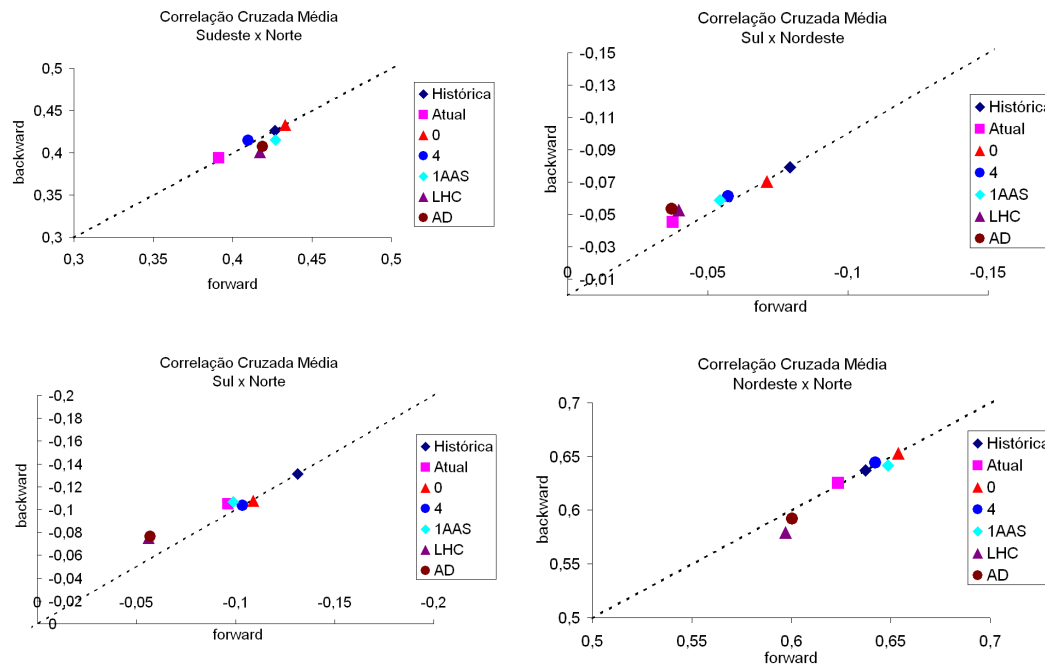 Correlação Cruzada Média
Sudeste x Norte
0,5
0,45
0,4
0,35
0,3
backward
0,3 0,35 0,4 0,45 0,5
forward
Histórica
Atual
0
4
1AAS
LHC
AD
Correlação Cruzada Média
Sul x Nordeste
-0,15
-0,13
-0,11
-0,09
-0,07
-0,05
-0,03
-0,01
backward
0 -0,05 -0,1 -0,15
forward
Histórica
Atual
0
4
1AAS
LHC
AD
Correlação Cruzada Média
Sul x Norte
-0,2
-0,18
-0,16
-0,14
-0,12
-0,1
-0,08
-0,06
-0,04
-0,02
0
backward
0 -0,05 -0,1 -0,15 -0,2
forward
Histórica
Atual
0
4
1AAS
LHC
AD
Correlação Cruzada Média
Nordeste x Norte
0,7
0,65
0,6
0,55
0,5
backward
0,5 0,55 0,6 0,65 0,7
forward
Histórica
Atual
0
4
1AAS
LHC
AD